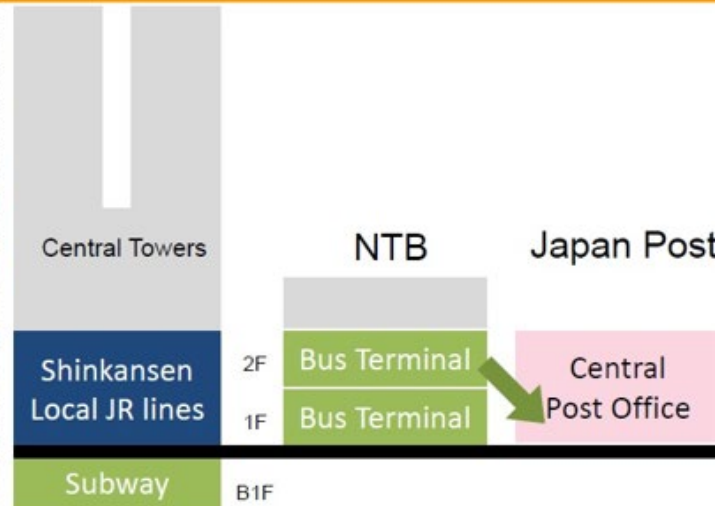 Central Towers
NTB
Japan Post
Shinkansen
Local JR lines
2F
Bus Terminal
1F
Bus Terminal
Central
Post Office
Subway
B1F